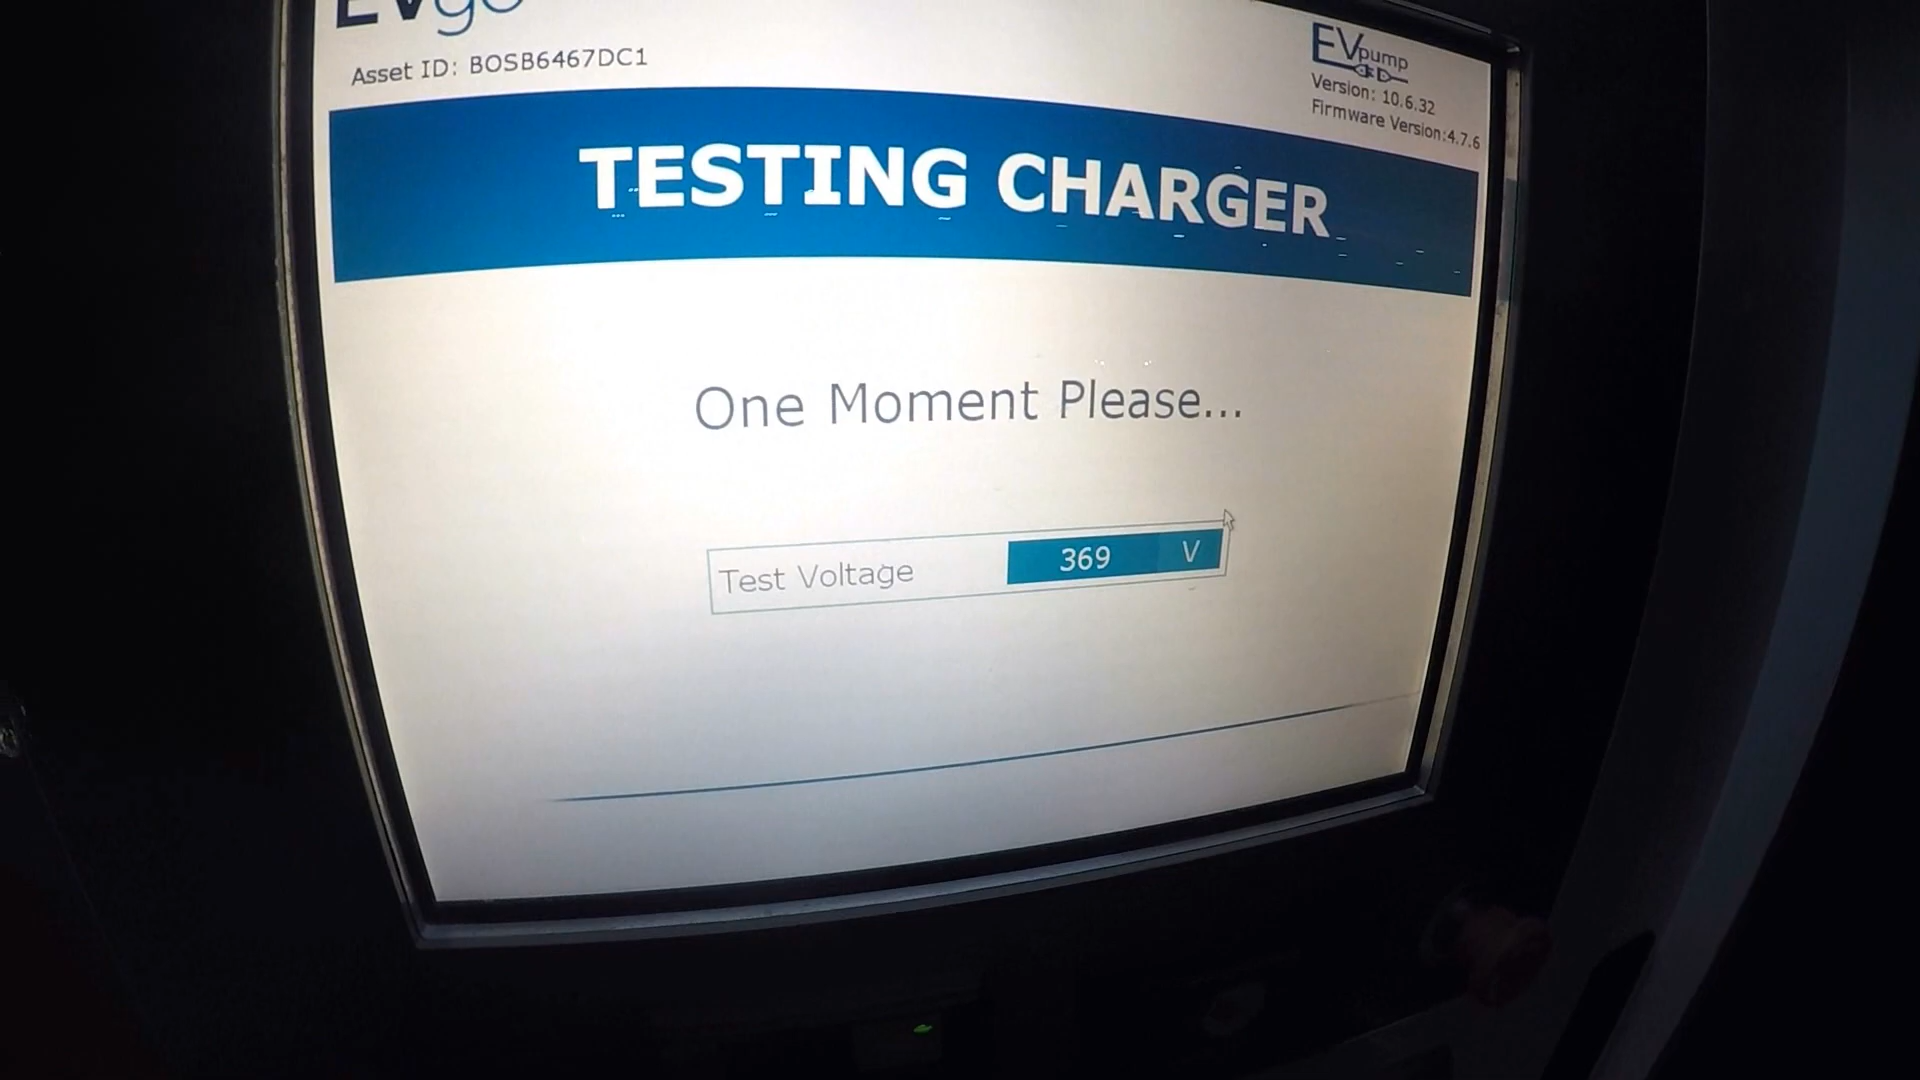 EVgo
Asset ID: BOSB6467DC1
EVpump
Version: 10.6.32
Firmware Version:4.7.6
TESTING CHARGER
One Moment Please...
Test Voltage 369 V